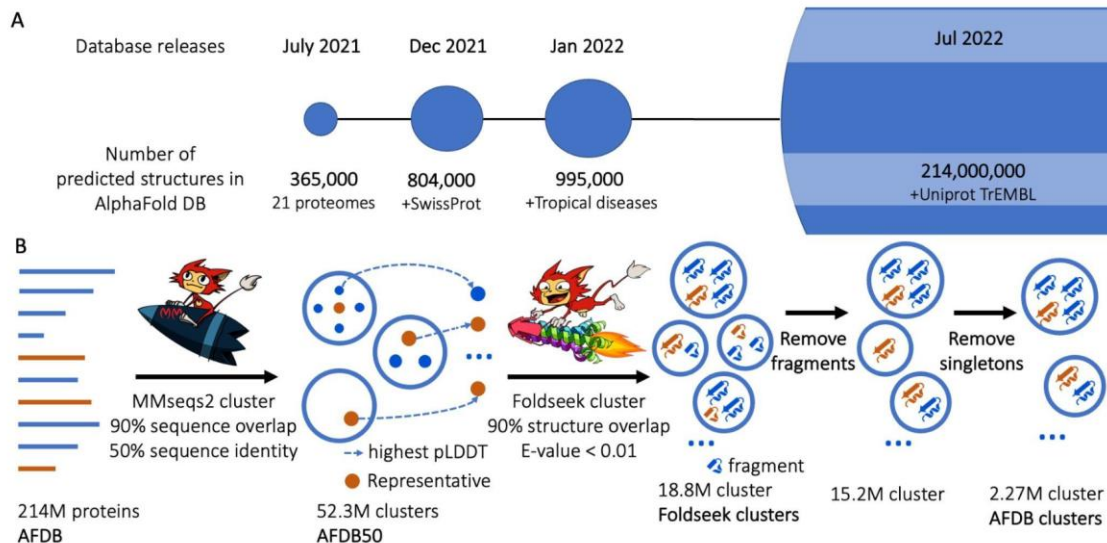 A
Database releases
July 2021
Dec 2021
Jan 2022
Jul 2022
Number of
predicted structures in
AlphaFold DB
365,000
21 proteomes
804,000
+SwissProt
995,000
+Tropical diseases
214,000,000
+Uniprot TrEMBL
B
MM
MMseqs2 cluster
90% sequence overlap
50% sequence identity
214M proteins
AFDB
...
highest pLDDT
Representative
52.3M clusters
AFDB50
Foldseek cluster
90% structure overlap
E-value < 0.01
...
fragment
18.8M cluster
Foldseek clusters
Remove
fragments
...
15.2M cluster
Remove
singletons
...
2.27M cluster
AFDB clusters